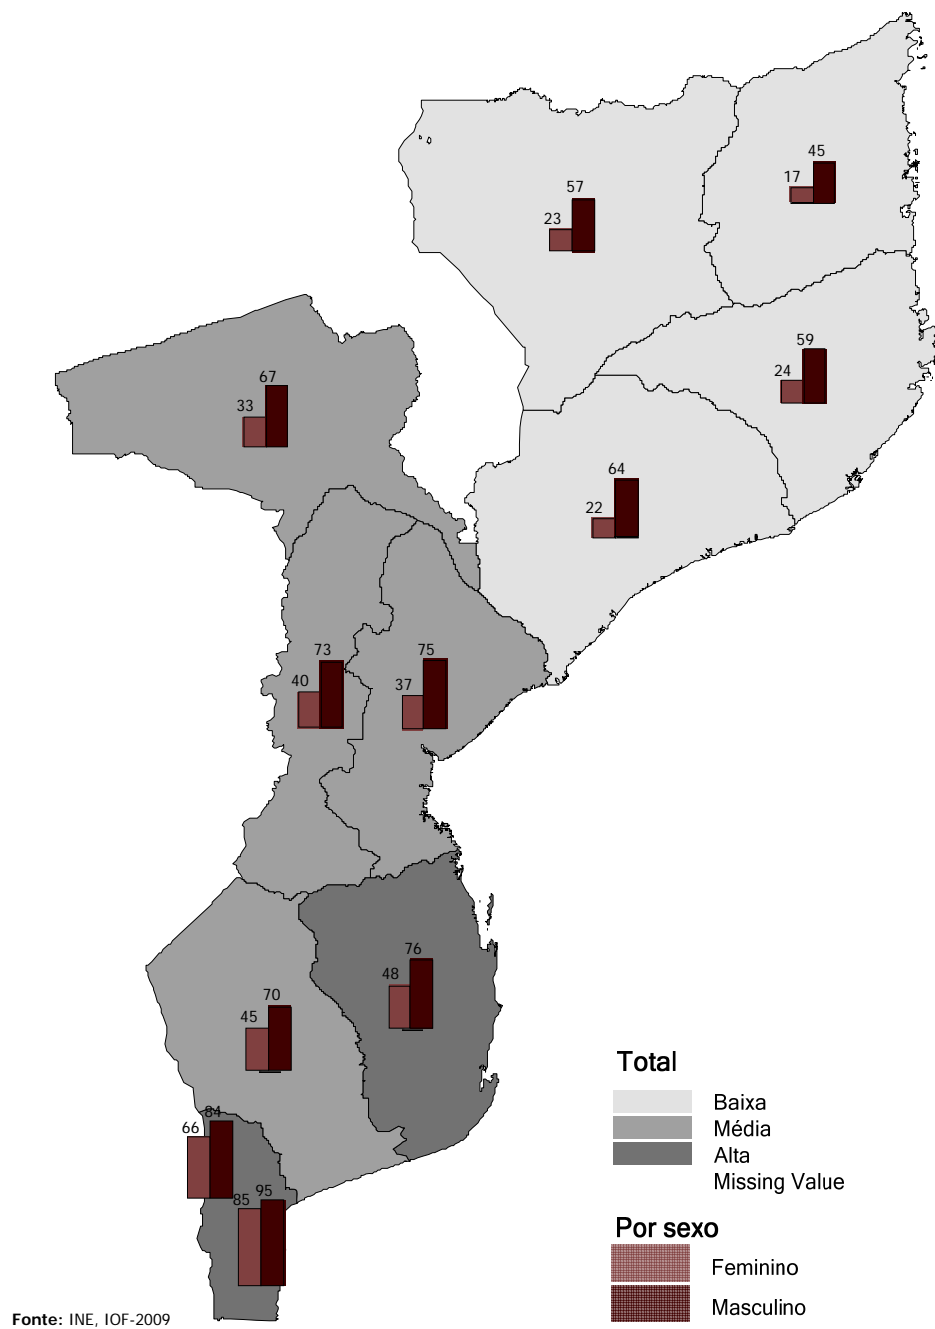 45
17
57
23
59
24
67
33
64
22
73
40
75
37
76
48
70
45
84
66
95
85
Total
Baixa
Média
Alta
Missing Value
Por sexo
Feminino
Masculino
Fonte: INE, IOF-2009